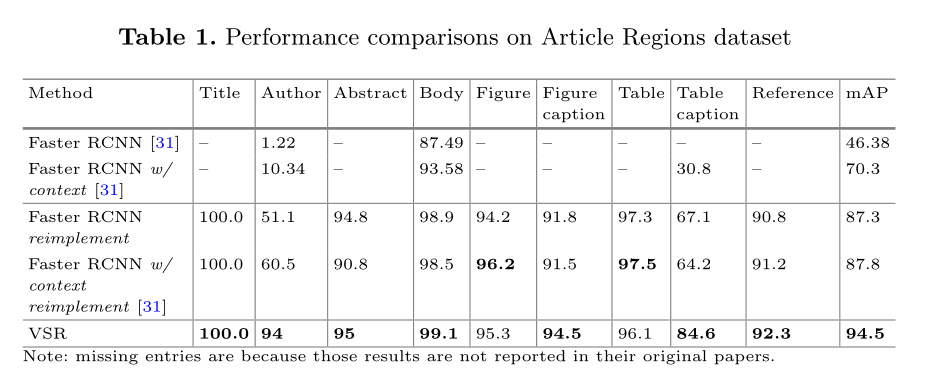 Table 1. Performance comparisons on Article Regions dataset
Method Title Author Abstract Body Figure Figure caption Table Table caption Reference mAP
Faster RCNN [31] – 1.22 – 87.49 – – – – – 46.38
Faster RCNN w/ context [31] – 10.34 – 93.58 – – – 30.8 – 70.3
Faster RCNN reimplement 100.0 51.1 94.8 98.9 94.2 91.8 97.3 67.1 90.8 87.3
Faster RCNN w/ context reimplement [31] 100.0 60.5 90.8 98.5 96.2 91.5 97.5 64.2 91.2 87.8
VSR 100.0 94 95 99.1 95.3 94.5 96.1 84.6 92.3 94.5
Note: missing entries are because those results are not reported in their original papers.